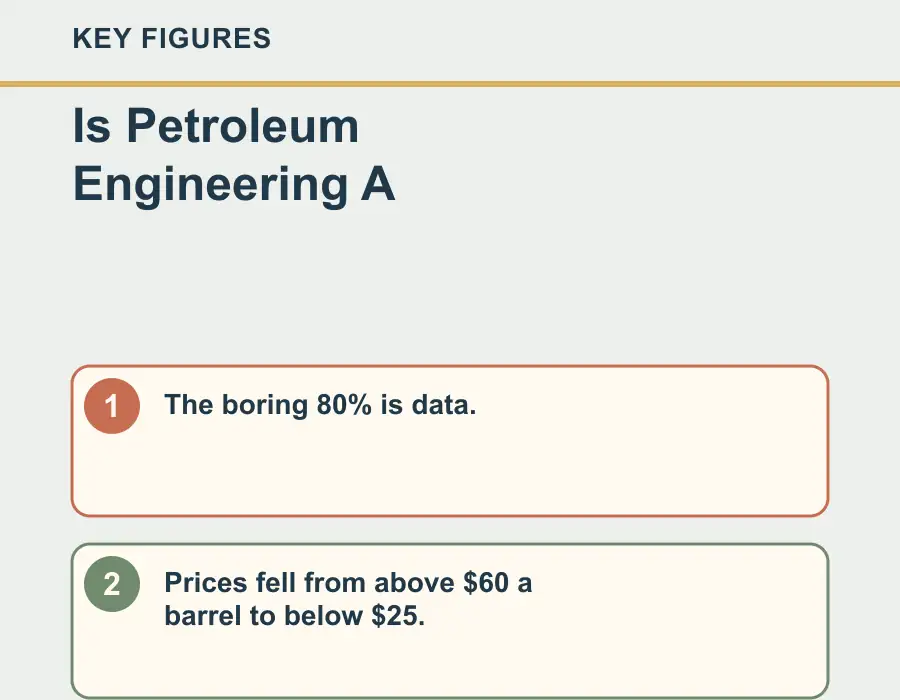 KEY FIGURES
Is Petroleum
Engineering A
1
The boring 80% is data.
2
Prices fell from above $60 a
barrel to below $25.